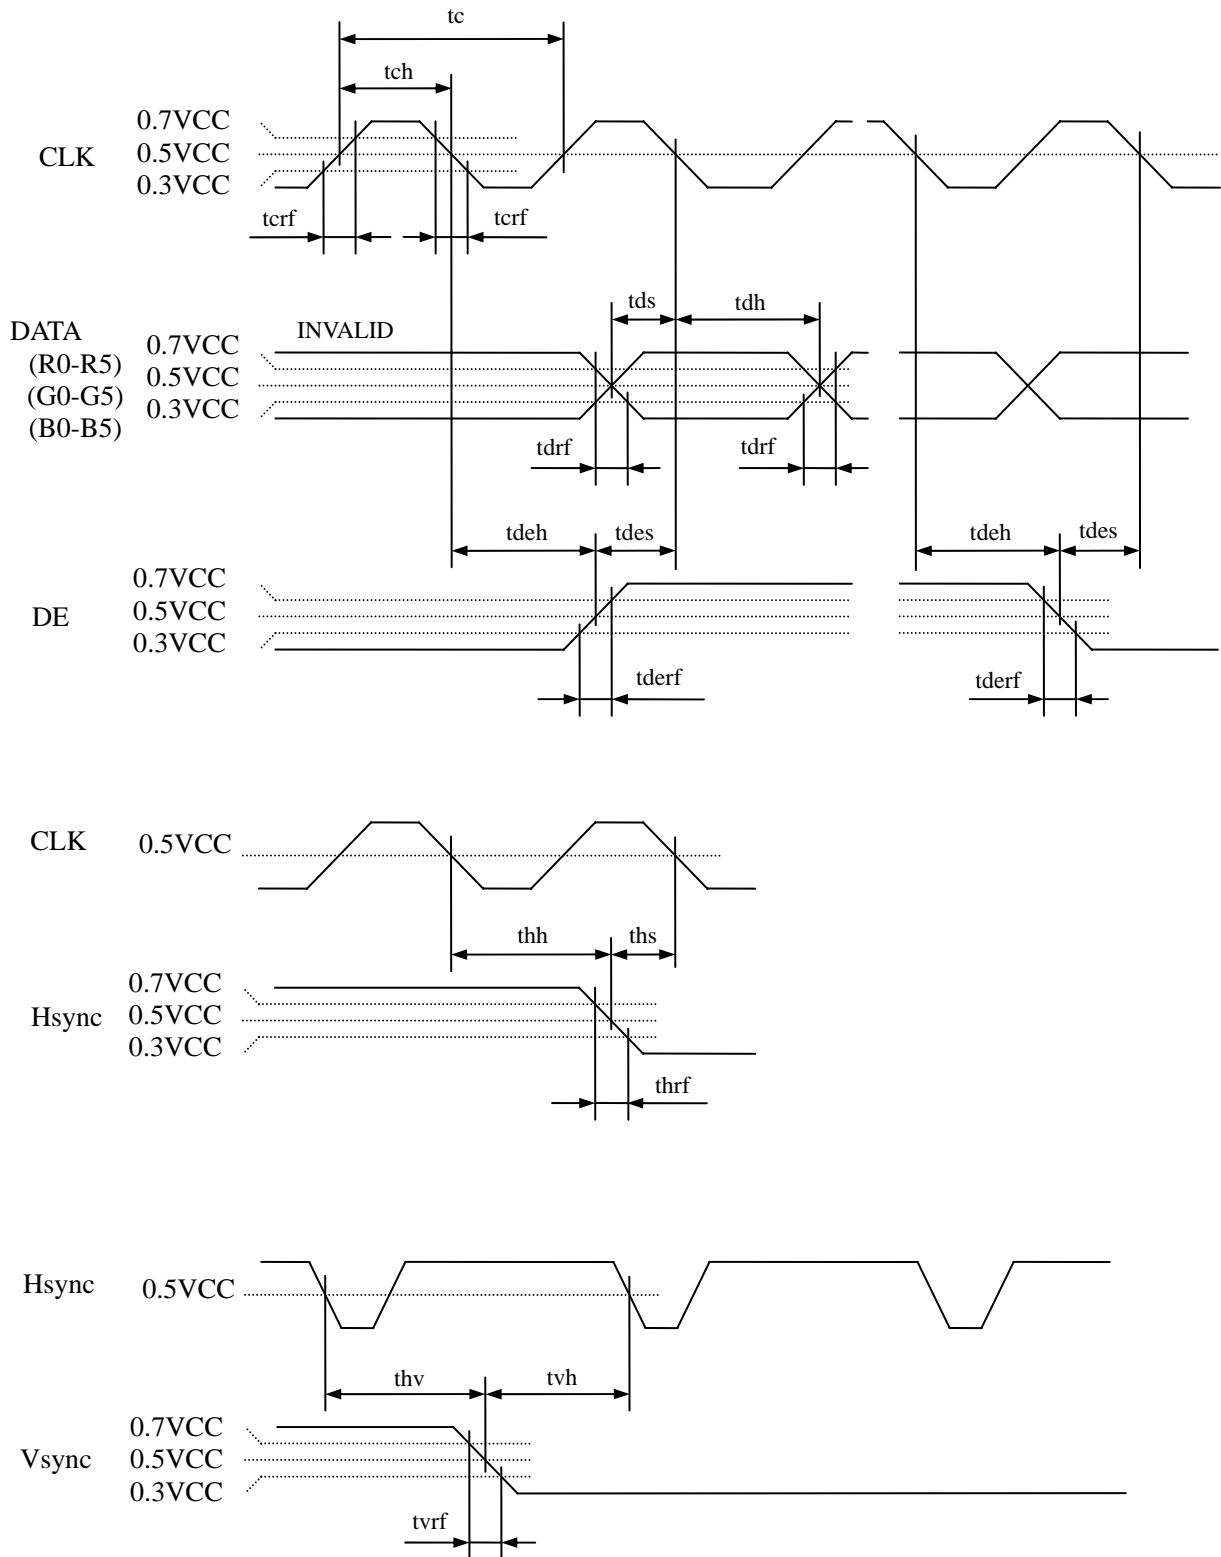 tc
tch
0.7VCC
CLK 0.5VCC
0.3VCC
tcrf tcrf
tds tdh
DATA INVALID
0.7VCC
(R0-R5)
0.5VCC
(G0-G5)
0.3VCC
(B0-B5)
tdrf tdrf
tdeh tdes tdeh tdes
0.7VCC
DE 0.5VCC
0.3VCC
tderf tderf
CLK 0.5VCC
thh ths
0.7VCC
Hsync 0.5VCC
0.3VCC
thrf
Hsync 0.5VCC
thv tvh
0.7VCC
Vsync 0.5VCC
0.3VCC
tvrf